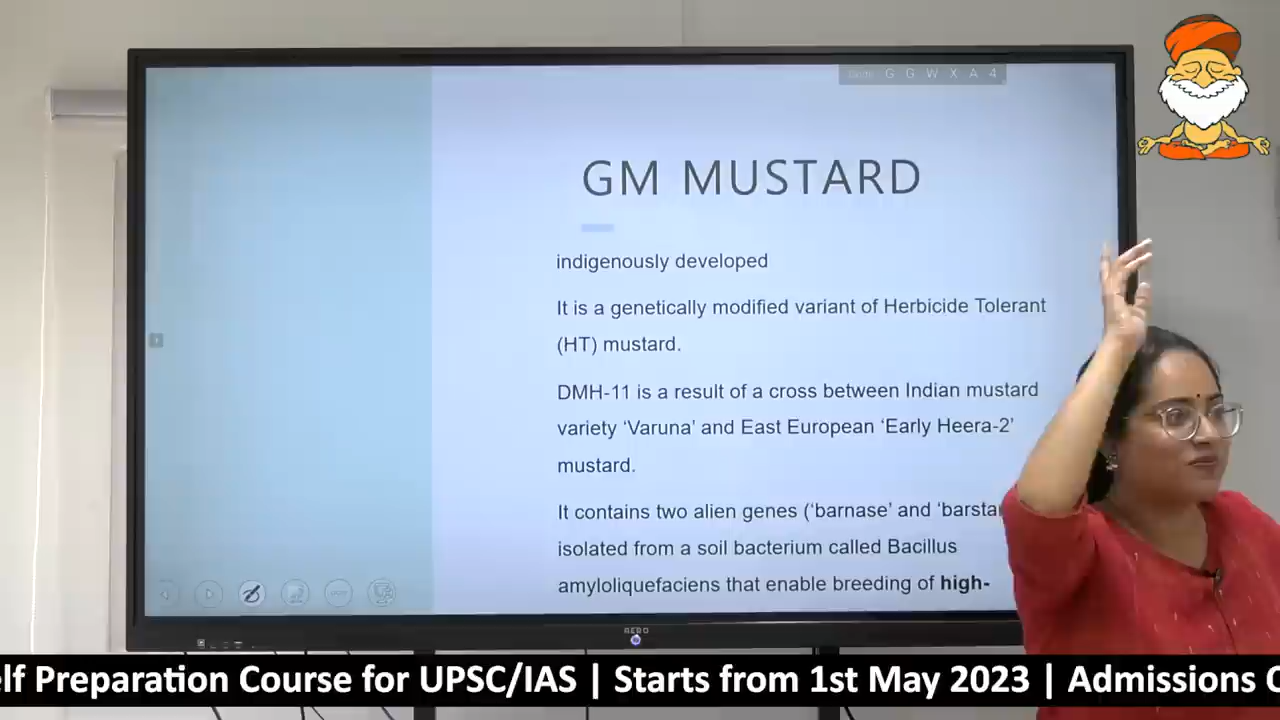 G G W X A 4
GM MUSTARD
indigenously developed
It is a genetically modified variant of Herbicide Tolerant
(HT) mustard.
DMH-11 is a result of a cross between Indian mustard
variety ‘Varuna’ and East European ‘Early Heera-2’
mustard.
It contains two alien genes (‘barnase’ and ‘barsta
isolated from a soil bacterium called Bacillus
amyloliquefaciens that enable breeding of high-
elf Preparation Course for UPSC/IAS | Starts from 1st May 2023 | Admissions O